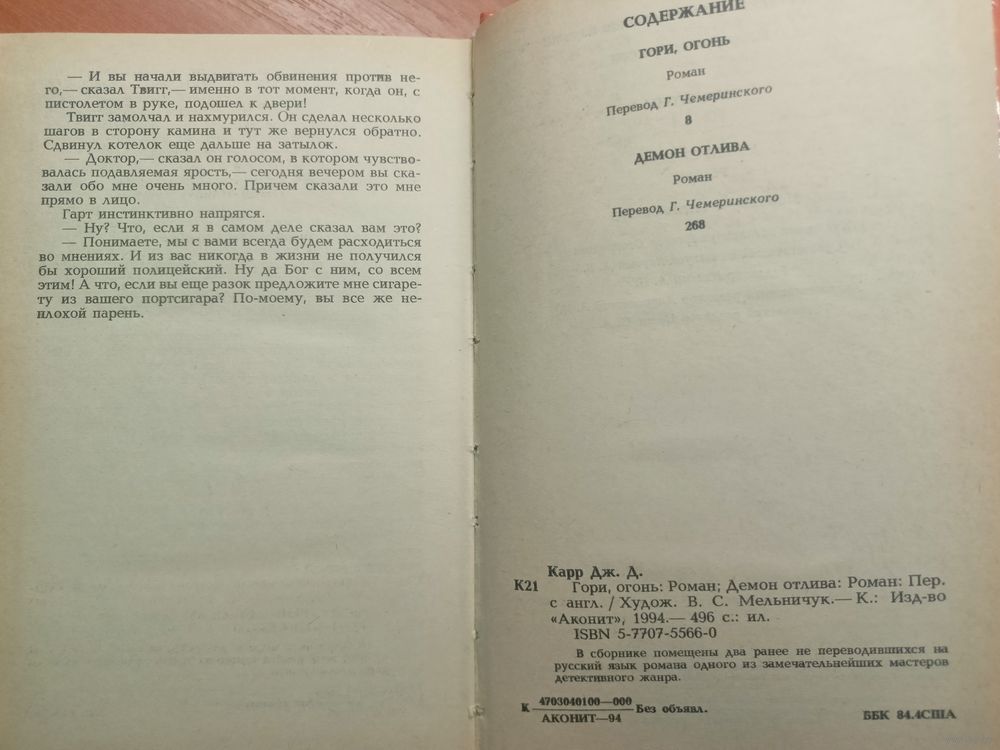 — И вы начали выдвигать обвинения против не-
го,— сказал Твигг,— именно в тот момент, когда он, с
пистолетом в руке, подошел к двери!
Твигг замолчал и нахмурился. Он сделал несколько
шагов в сторону камина и тут же вернулся обратно.
Сдвинул котелок еще дальше на затылок.
— Доктор,— сказал он голосом, в котором чувство-
валась подавляемая ярость,— сегодня вечером вы ска-
зали обо мне очень много. Причем сказали это мне
прямо в лицо.
Гарт инстинктивно напрягся.
— Ну? Что, если я в самом деле сказал вам это?
— Понимаете, мы с вами всегда будем расходиться
во мнениях. И из вас никогда в жизни не получился
бы хороший полицейский. Ну да Бог с ним, со всем
этим! А что, если вы еще разок предложите мне сигаре-
ту из вашего портсигара? По-моему, вы все же не-
плохой парень.
СОДЕРЖАНИЕ
ГОРИ, ОГОНЬ
Роман
Перевод Г. Чемеринского
8
ДЕМОН ОТЛИВА
Роман
Перевод Г. Чемеринского
268
Карр Дж. Д.
К21 Гори, огонь: Роман; Демон отлива: Роман: Пер.
с англ. / Худож. В. С. Мельничук.— К.: Изд-во
«Аконит», 1994.— 496 с.: ил.
ISBN 5-7707-5566-0
В сборнике помещены два ранее не переводившихся на
русский язык романа одного из замечательнейших мастеров
детективного жанра.
К 4703040100—000 Без объявл.
АКОНИТ—94
ББК 84.4США